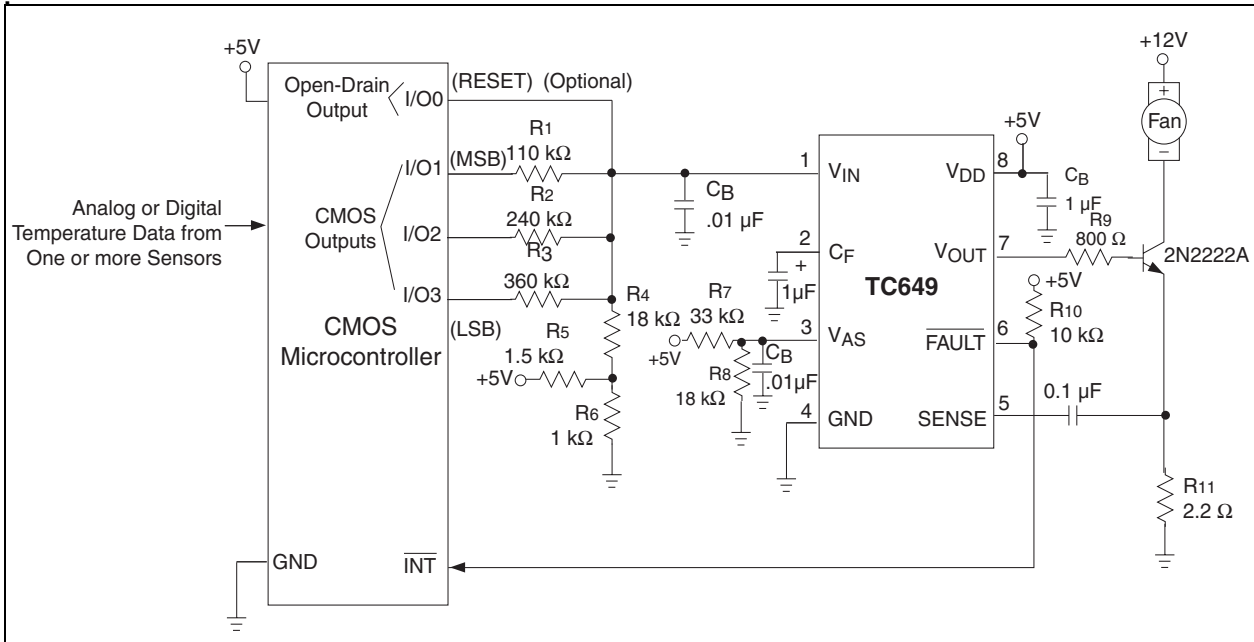 +5V
Open-Drain
Output
I/O0
(RESET) (Optional)
R1
110 kΩ
(MSB)
I/O1
R2
240 kΩ
I/O2
CMOS
Outputs
R3
360 kΩ
I/O3
(LSB)
Analog or Digital
Temperature Data from
One or more Sensors
CMOS
Microcontroller
GND
INT
R4
18 kΩ
R5
1.5 kΩ
+5V
R6
1 kΩ
CB
.01 µF
+
1µF
R7
33 kΩ
+5V
R8
18 kΩ
CB
.01µF
1
VIN
2
CF
3
VAS
4
GND
TC649
8
VDD
7
VOUT
6
FAULT
5
SENSE
+5V
CB
1 µF
R9
800 Ω
+5V
R10
10 kΩ
0.1 µF
+12V
+
Fan
–
2N2222A
R11
2.2 Ω